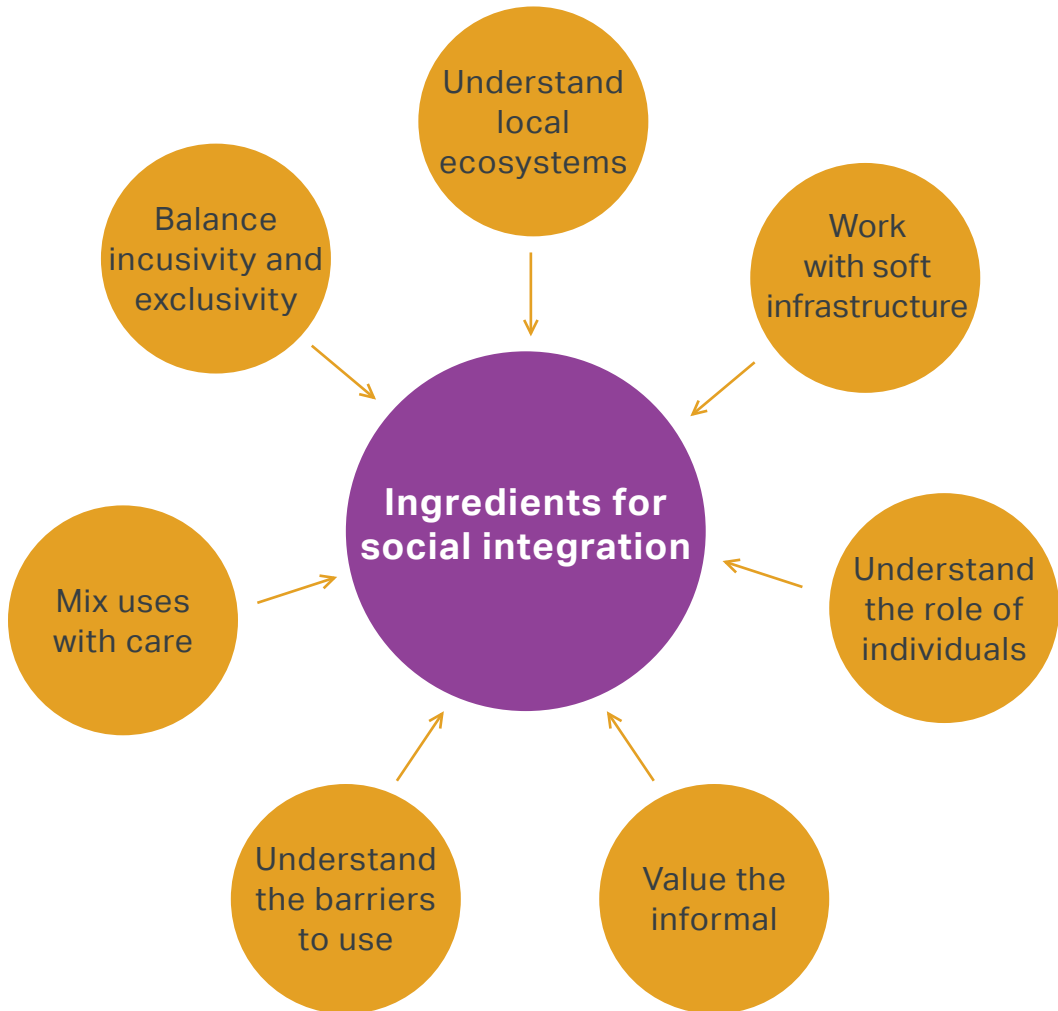 Understand
local
ecosystems
Work
with soft
infrastructure
Understand
the role of
individuals
Value the
informal
Understand
the barriers
to use
Mix uses
with care
Balance
incusivity and
exclusivity
Ingredients for
social integration